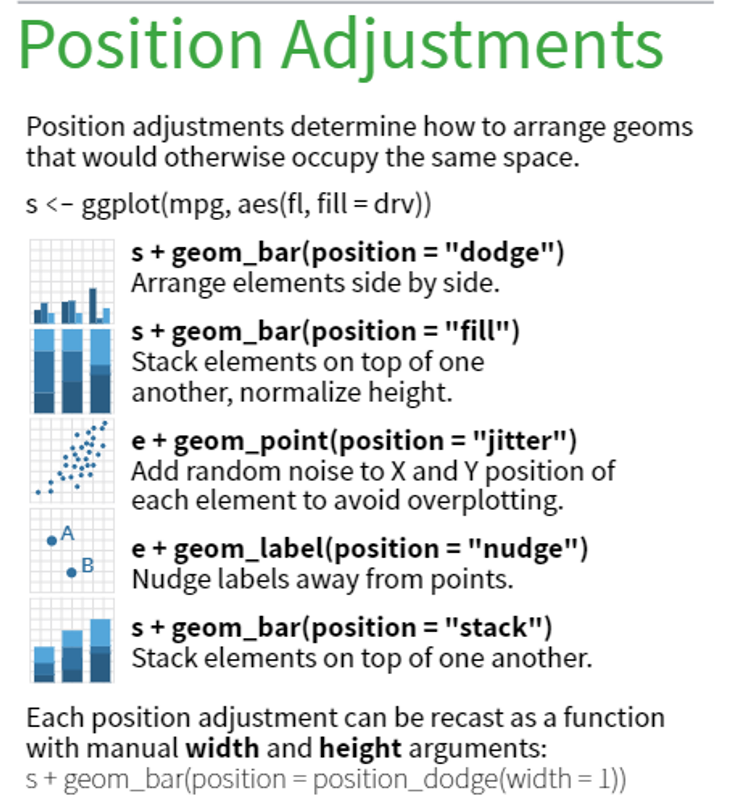 Position Adjustments
Position adjustments determine how to arrange geoms
that would otherwise occupy the same space.
s <- ggplot(mpg, aes(fl, fill = drv))
s + geom_bar(position = "dodge")
Arrange elements side by side.
s + geom_bar(position = "fill")
Stack elements on top of one
another, normalize height.
e + geom_point(position = "jitter")
Add random noise to X and Y position of
each element to avoid overplotting.
A
B
e + geom_label(position = "nudge")
Nudge labels away from points.
s + geom_bar(position = "stack")
Stack elements on top of one another.
Each position adjustment can be recast as a function
with manual width and height arguments:
s + geom_bar(position = position_dodge(width = 1))